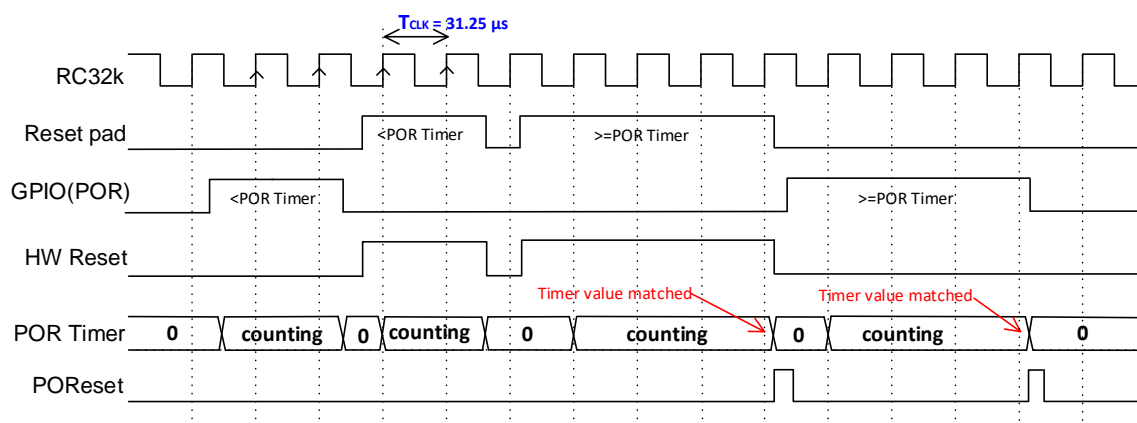 TCLK = 31.25 µs
RC32k
Reset pad
<POR Timer
>=POR Timer
GPIO(POR)
<POR Timer
>=POR Timer
HW Reset
Timer value matched
Timer value matched
POR Timer
0
counting
0
counting
0
counting
0
counting
0
POReset